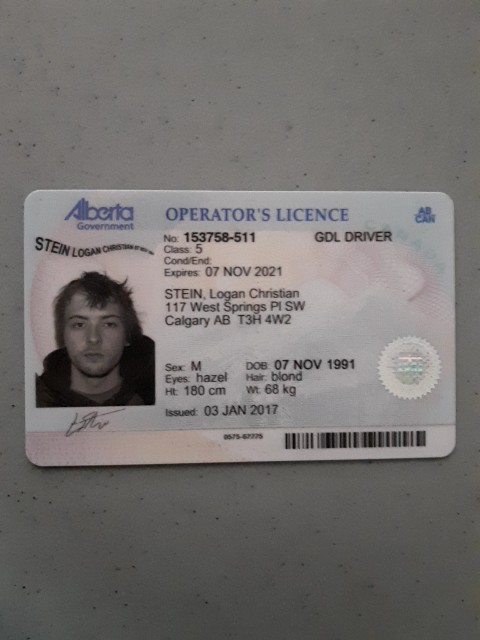 Alberta
Government
OPERATOR'S LICENCE
AB
CAN
No: 153758-511 GDL DRIVER
Class: 5
Cond/End:
Expires: 07 NOV 2021
STEIN LOGAN CHRISTIAN
STEIN, Logan Christian
117 West Springs Pl SW
Calgary AB T3H 4W2
Sex: M DOB: 07 NOV 1991
Eyes: hazel Hair: blond
Ht: 180 cm Wt: 68 kg
Issued: 03 JAN 2017
0575-67775